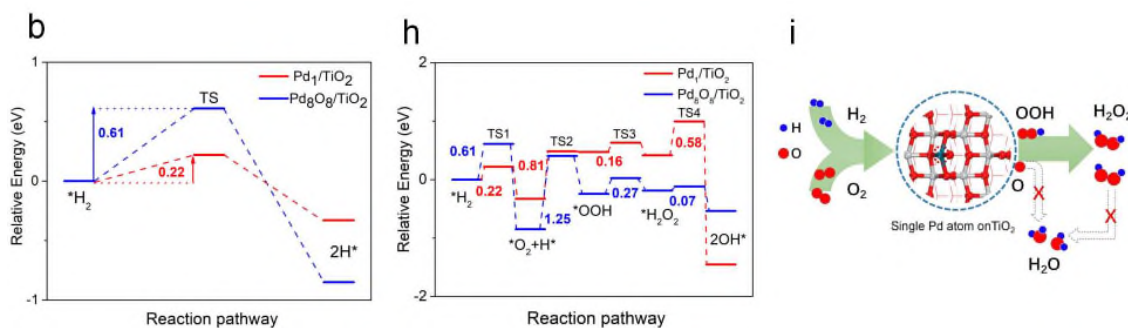 b
Relative Energy (eV)
1
0
-1
Pd₁/TiO₂
Pd₈O₈/TiO₂
TS
0.61
0.22
*H₂
2H*
Reaction pathway
h
Relative Energy (eV)
2
0
-2
Pd₁/TiO₂
Pd₈O₈/TiO₂
TS1
TS2
TS3
TS4
0.61
0.22
0.81
1.25
0.16
0.27
0.58
0.07
*H₂
*O₂+H*
*OOH
*H₂O₂
2OH*
Reaction pathway
i
H
O
H₂
O₂
Single Pd atom onTiO₂
OOH
O
H₂O₂
X
X
H₂O